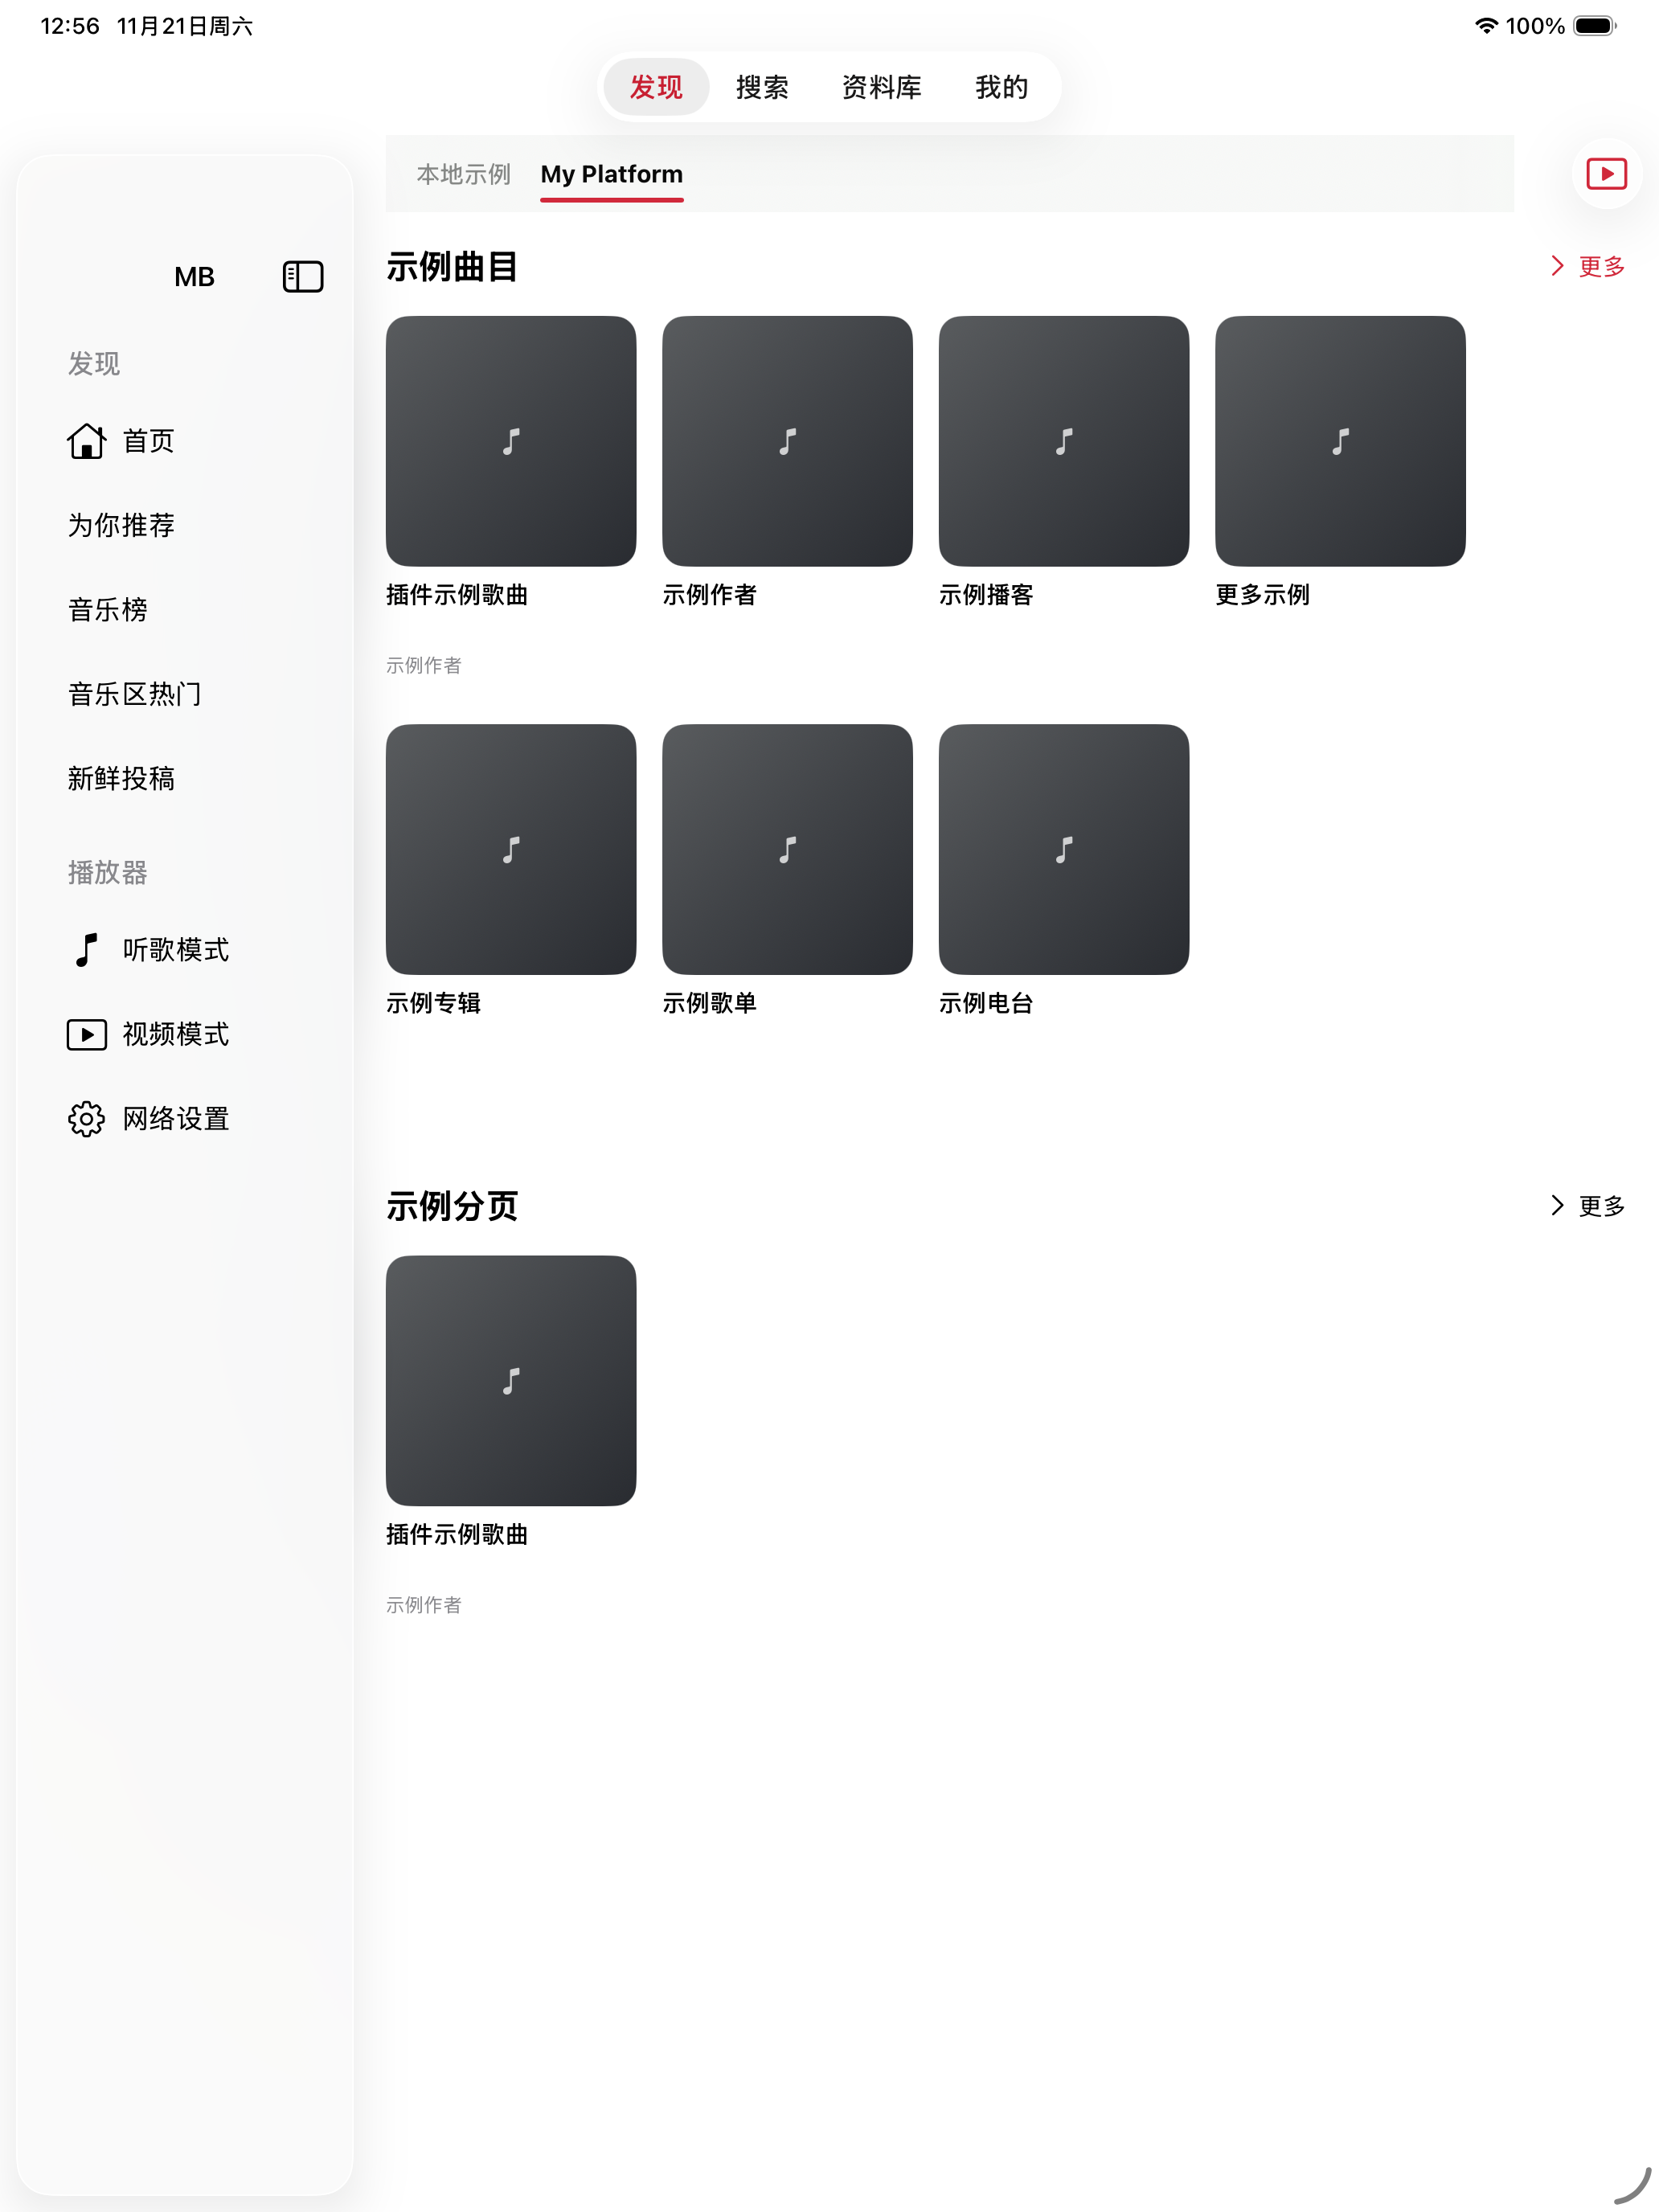 12:56 11月21日周六
100%
发现 搜索 资料库 我的
本地示例 My Platform
MB
发现
首页
为你推荐
音乐榜
音乐区热门
新鲜投稿
播放器
听歌模式
视频模式
网络设置
示例曲目
更多
插件示例歌曲
示例作者
示例作者
示例播客
更多示例
示例专辑
示例歌单
示例电台
示例分页
更多
插件示例歌曲
示例作者